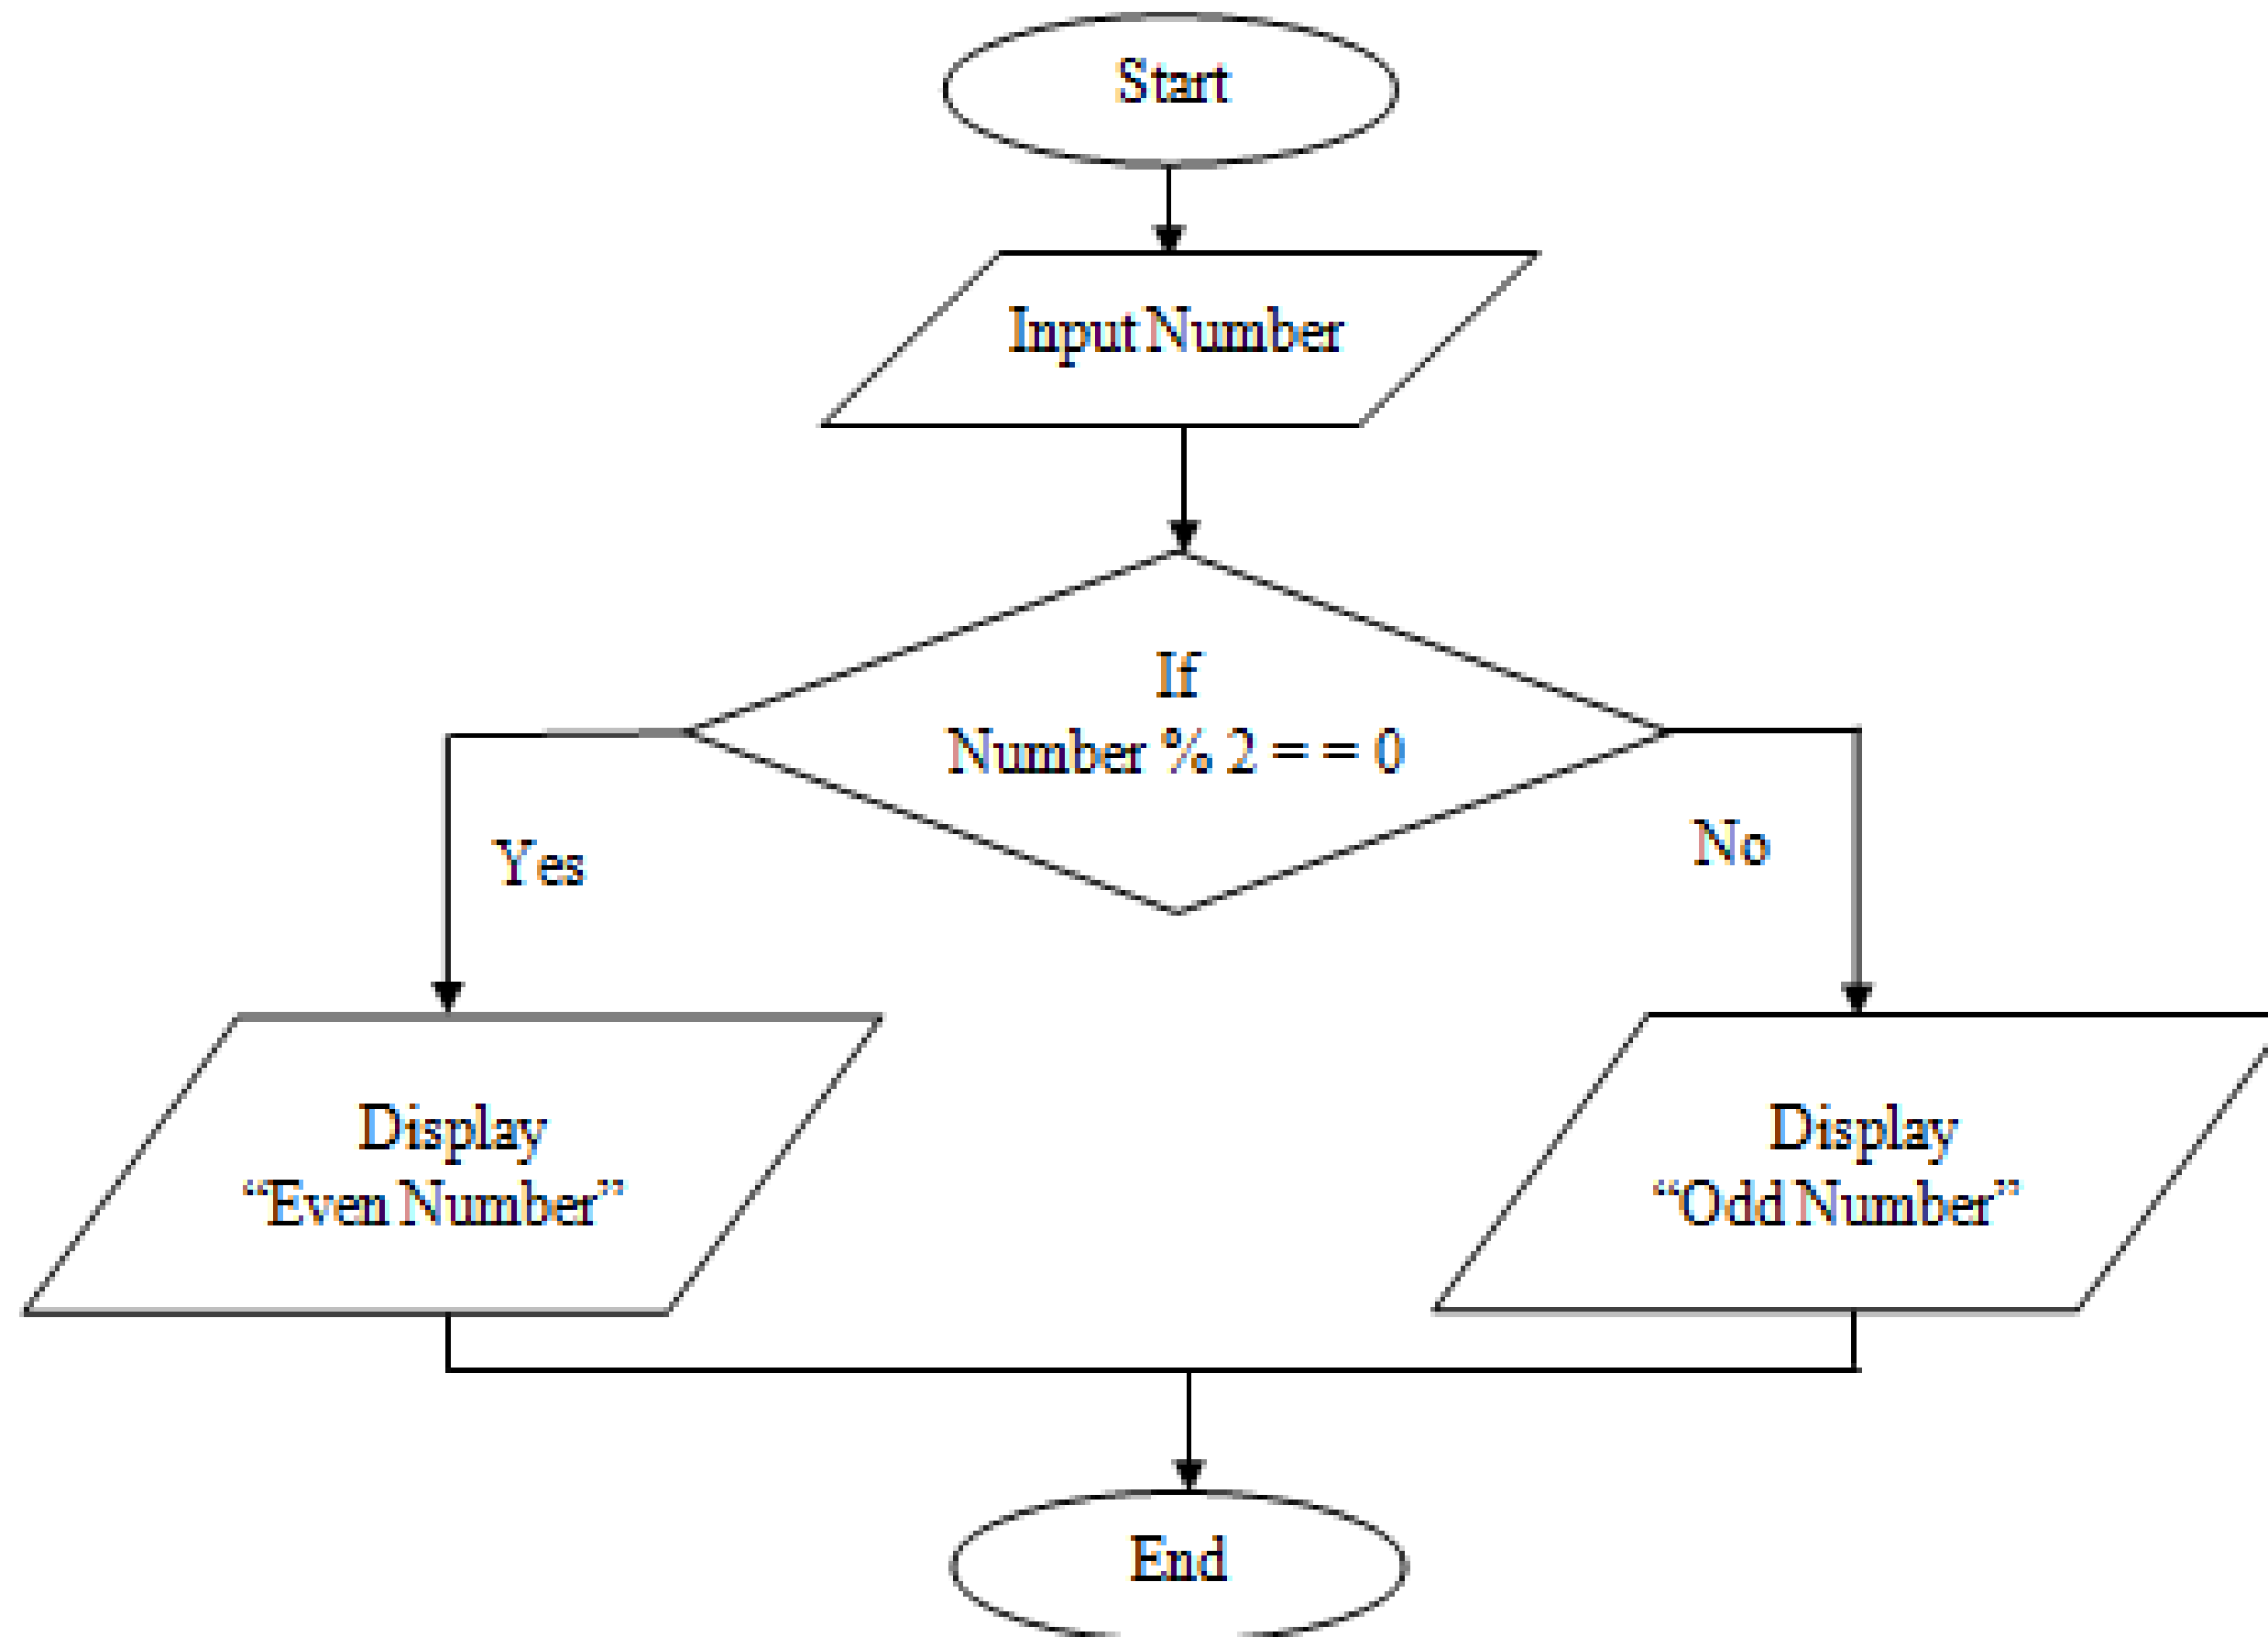 Start
Input Number
If
Number % 2 = = 0
Yes
No
Display
“Even Number”
Display
“Odd Number”
End